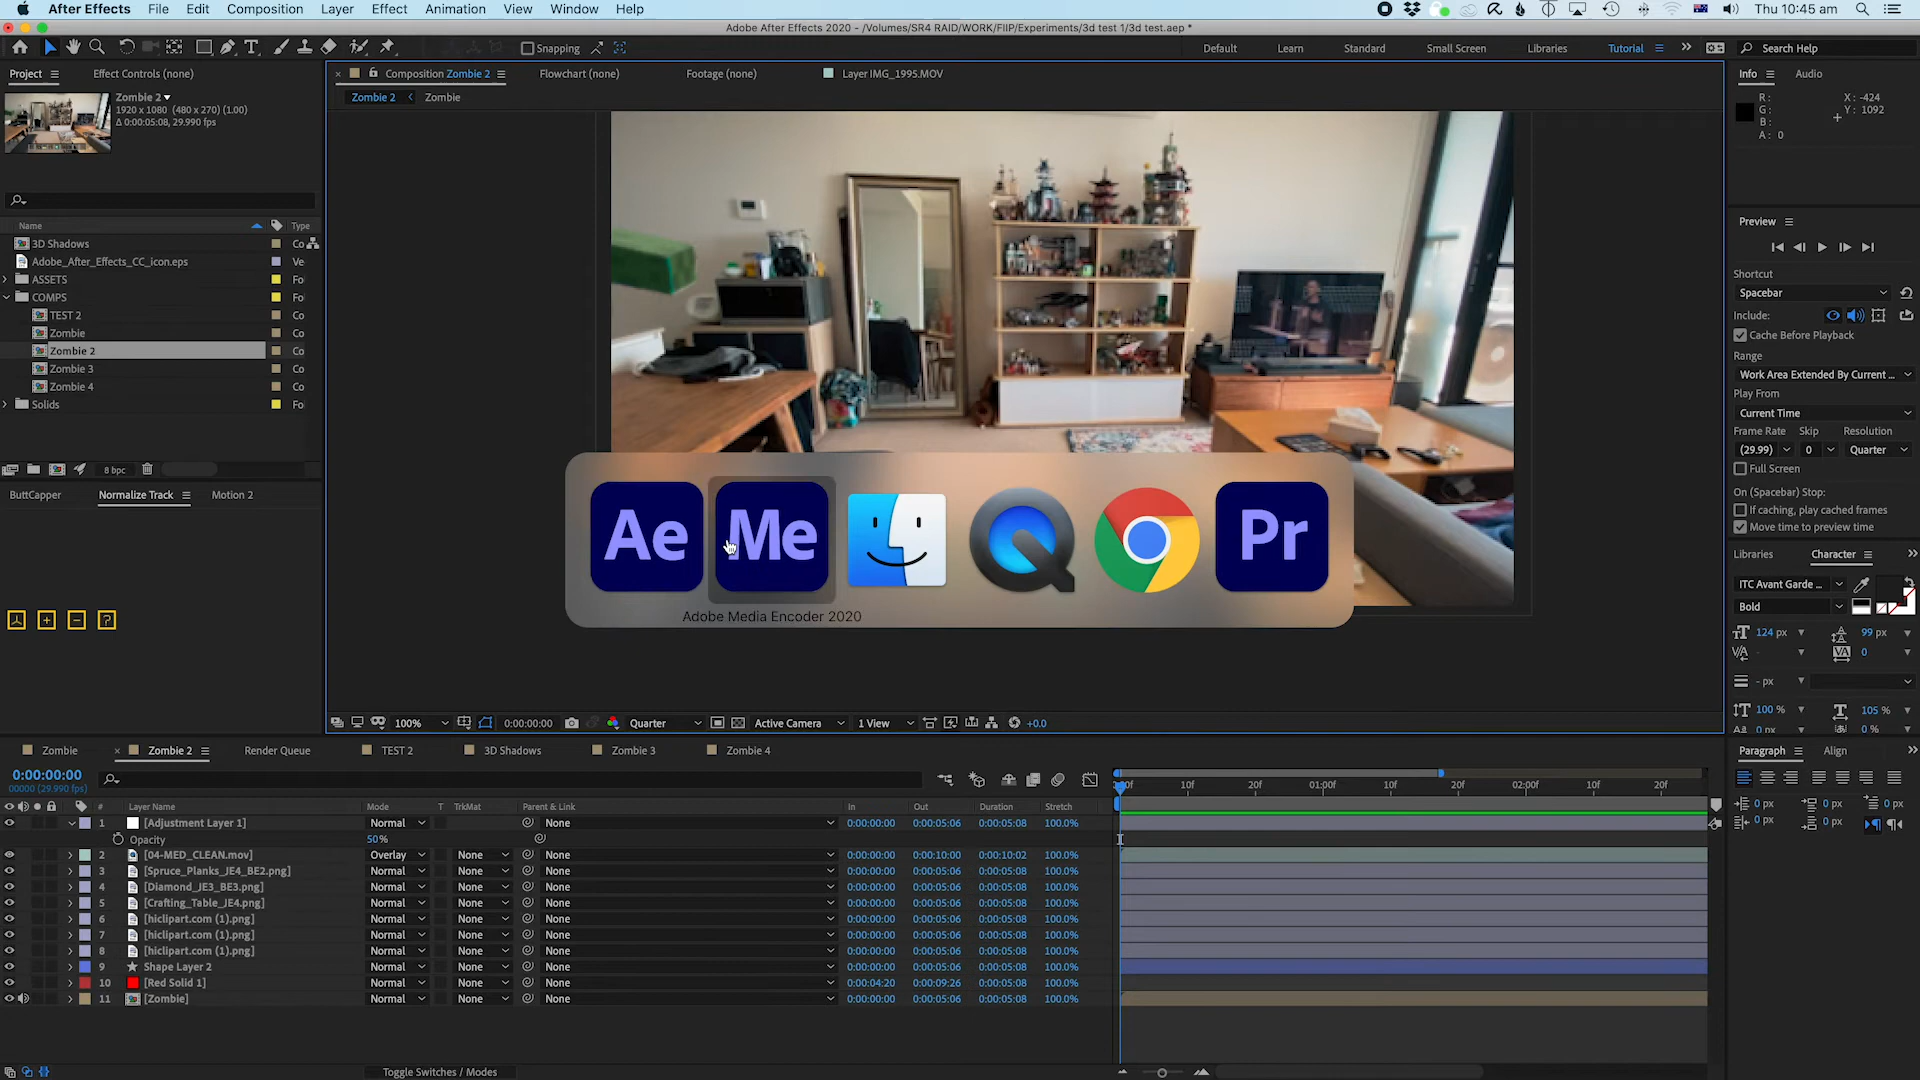 After Effects File Edit Composition Layer Effect Animation View Window Help Thu 10:45 am
Adobe After Effects 2020 - /Volumes/SR4 RAID/WORK/FIIP/Experiments/3d test 1/3d test.aep *
Snapping Default Learn Standard Small Screen Libraries Tutorial Search Help
Project Effect Controls (none) Composition Zombie 2 Flowchart (none) Footage (none) Layer IMG_1995.MOV Info Audio
Zombie 2
1920 x 1080 (480 x 270) (1.00)
Δ 0:00:05:08, 29.990 fps
Zombie 2 Zombie
R: X: -424
G: Y: 1092
B:
A: 0
Name Type
3D Shadows Co
Adobe_After_Effects_CC_icon.eps Ve
ASSETS Fo
COMPS Fo
TEST 2 Co
Zombie Co
Zombie 2 Co
Zombie 3 Co
Zombie 4 Co
Solids Fo
8 bpc
ButtCapper Normalize Track Motion 2
Preview
Shortcut
Spacebar
Include:
Cache Before Playback
Range
Work Area Extended By Current ...
Play From
Current Time
Frame Rate Skip Resolution
(29.99) 0 Quarter
Full Screen
On (Spacebar) Stop:
If caching, play cached frames
Move time to preview time
Libraries Character
ITC Avant Garde ...
Bold
124 px 99 px
0
- px
100 % 105 %
0 px 0 %
Ae Me Pr
Adobe Media Encoder 2020
100% 0:00:00:00 Quarter Active Camera 1 View +0.0
Zombie Zombie 2 Render Queue TEST 2 3D Shadows Zombie 3 Zombie 4
Paragraph Align
0 px 0 px 0 px
0 px 0 px
0:00:00:00
00000 (29.990 fps)
:00f 10f 20f 01:00f 10f 20f 02:00f 10f 20f
# Layer Name Mode T TrkMat Parent & Link In Out Duration Stretch
1 [Adjustment Layer 1] Normal None 0:00:00:00 0:00:05:06 0:00:05:08 100.0%
Opacity 50%
2 [04-MED_CLEAN.mov] Overlay None None 0:00:00:00 0:00:10:00 0:00:10:02 100.0%
3 [Spruce_Planks_JE4_BE2.png] Normal None None 0:00:00:00 0:00:05:06 0:00:05:08 100.0%
4 [Diamond_JE3_BE3.png] Normal None None 0:00:00:00 0:00:05:06 0:00:05:08 100.0%
5 [Crafting_Table_JE4.png] Normal None None 0:00:00:00 0:00:05:06 0:00:05:08 100.0%
6 [hiclipart.com (1).png] Normal None None 0:00:00:00 0:00:05:06 0:00:05:08 100.0%
7 [hiclipart.com (1).png] Normal None None 0:00:00:00 0:00:05:06 0:00:05:08 100.0%
8 [hiclipart.com (1).png] Normal None None 0:00:00:00 0:00:05:06 0:00:05:08 100.0%
9 Shape Layer 2 Normal None None 0:00:00:00 0:00:05:06 0:00:05:08 100.0%
10 [Red Solid 1] Normal None None 0:00:04:20 0:00:09:26 0:00:05:08 100.0%
11 [Zombie] Normal None None 0:00:00:00 0:00:05:06 0:00:05:08 100.0%
Toggle Switches / Modes